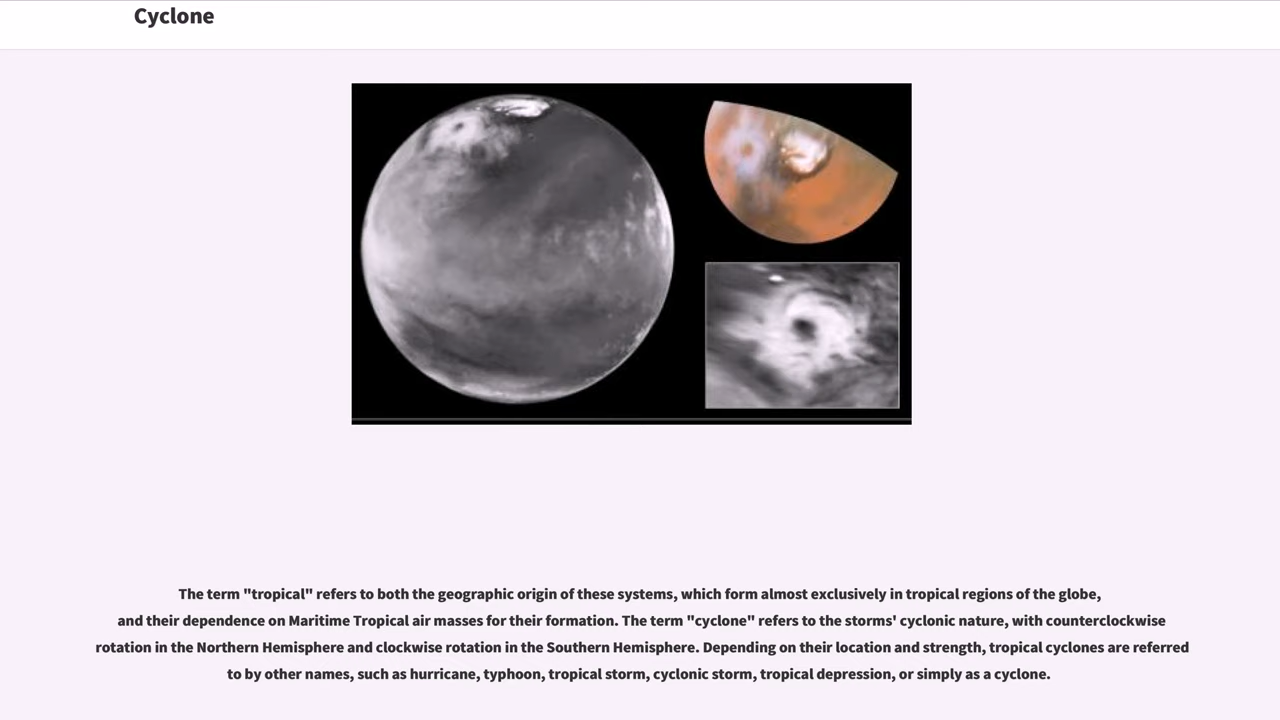 Cyclone
The term "tropical" refers to both the geographic origin of these systems, which form almost exclusively in tropical regions of the globe,
and their dependence on Maritime Tropical air masses for their formation. The term "cyclone" refers to the storms' cyclonic nature, with counterclockwise
rotation in the Northern Hemisphere and clockwise rotation in the Southern Hemisphere. Depending on their location and strength, tropical cyclones are referred
to by other names, such as hurricane, typhoon, tropical storm, cyclonic storm, tropical depression, or simply as a cyclone.